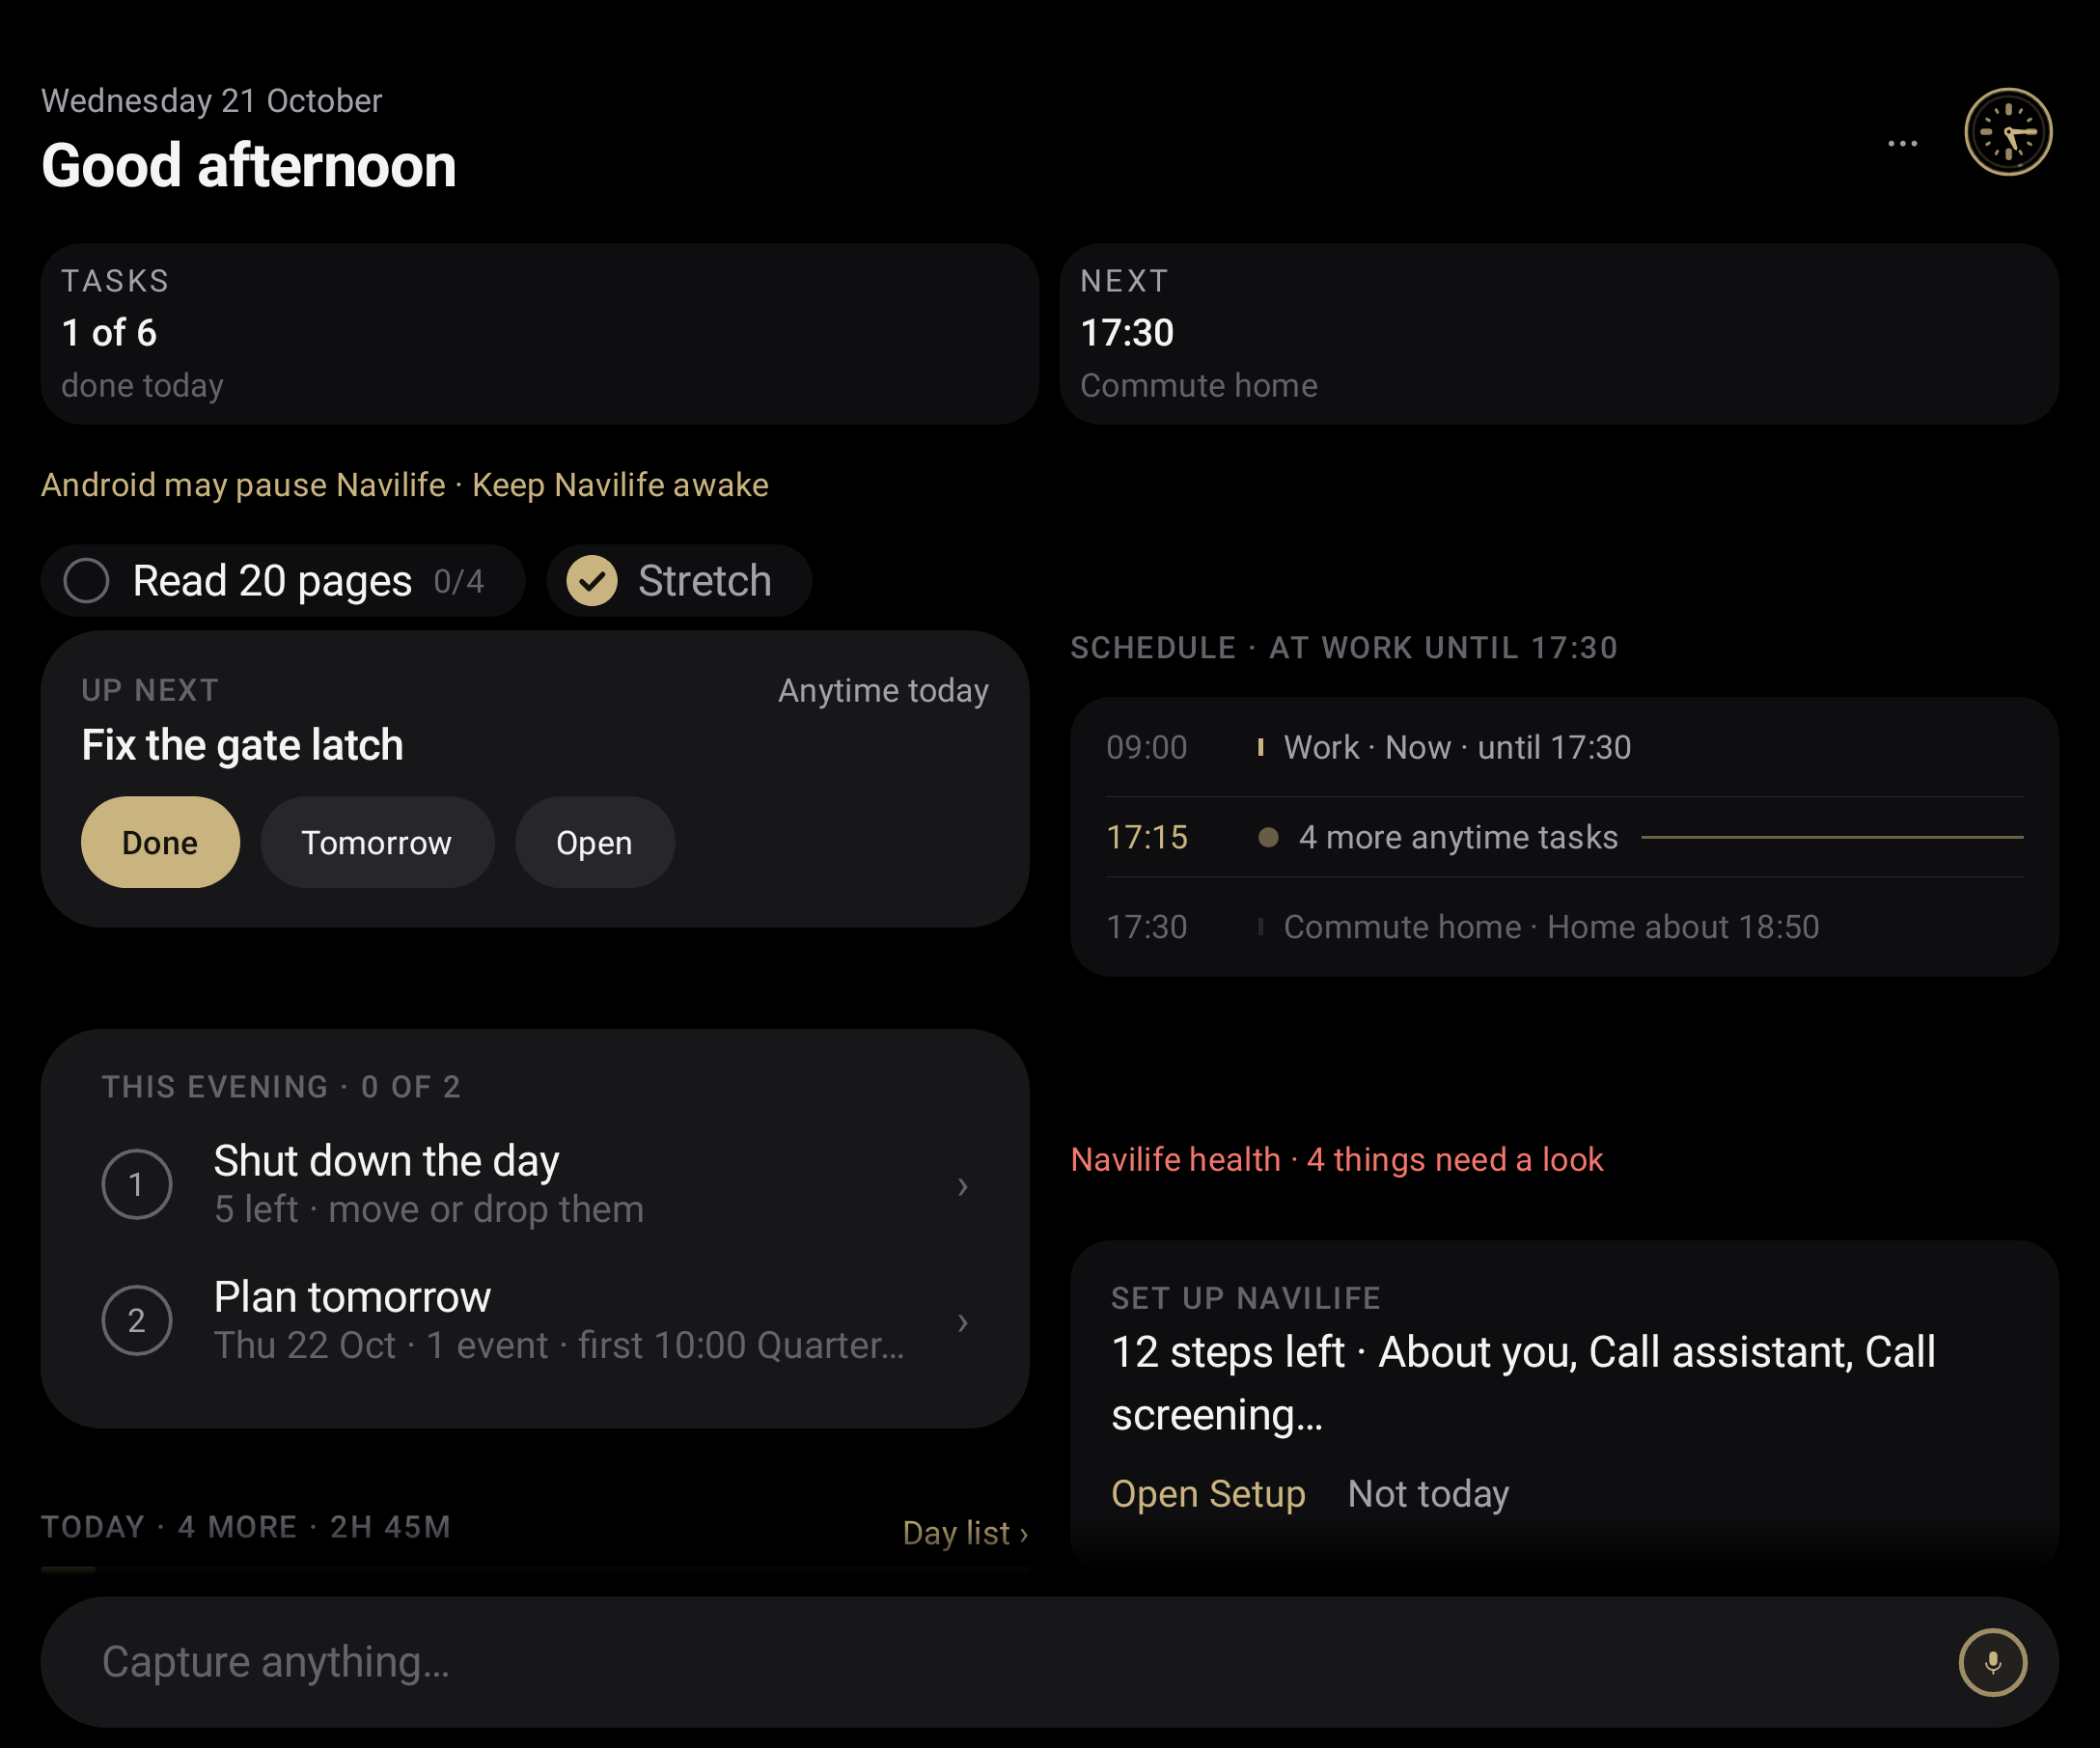 Wednesday 21 October
Good afternoon
...
TASKS
1 of 6
done today
NEXT
17:30
Commute home
Android may pause Navilife · Keep Navilife awake
Read 20 pages 0/4
Stretch
UP NEXT
Anytime today
Fix the gate latch
Done
Tomorrow
Open
SCHEDULE · AT WORK UNTIL 17:30
09:00 Work · Now · until 17:30
17:15 4 more anytime tasks
17:30 Commute home · Home about 18:50
THIS EVENING · 0 OF 2
1 Shut down the day
5 left · move or drop them
›
2 Plan tomorrow
Thu 22 Oct · 1 event · first 10:00 Quarter…
›
Navilife health · 4 things need a look
SET UP NAVILIFE
12 steps left · About you, Call assistant, Call
screening…
Open Setup
Not today
TODAY · 4 MORE · 2H 45M
Day list ›
Capture anything…